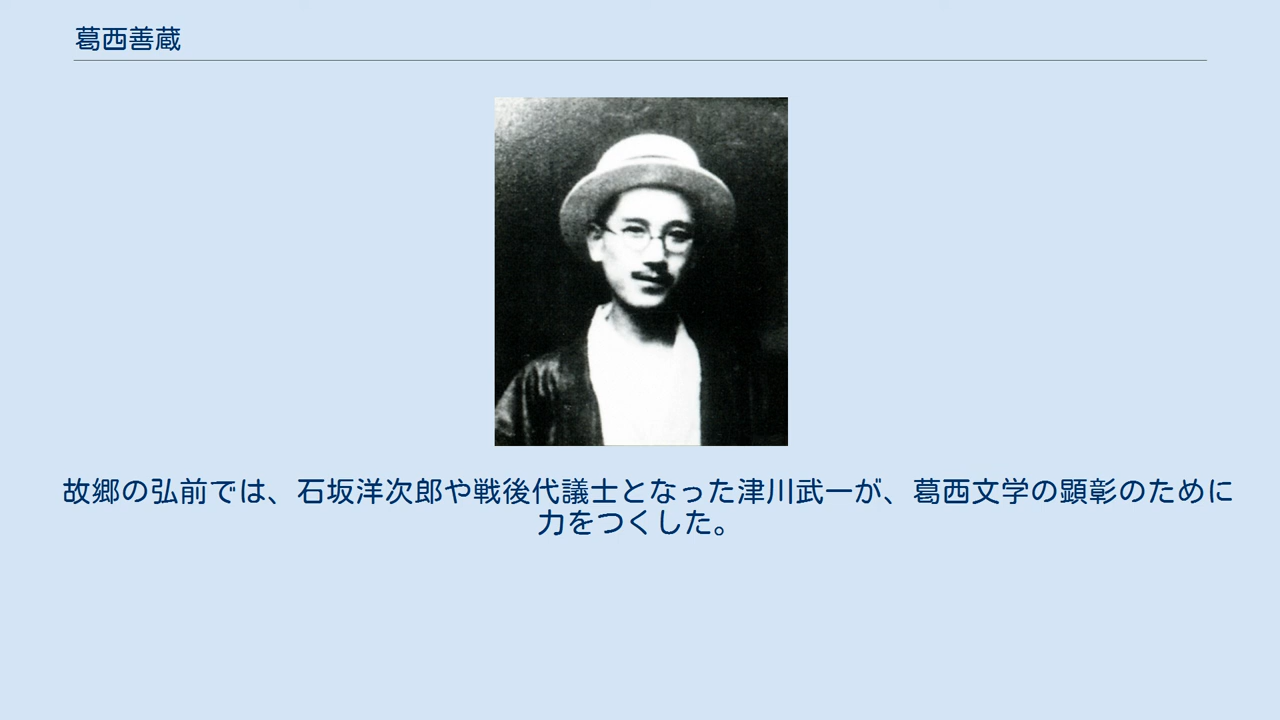 葛西善蔵
故郷の弘前では、石坂洋次郎や戦後代議士となった津川武一が、葛西文学の顕彰のために
力をつくした。